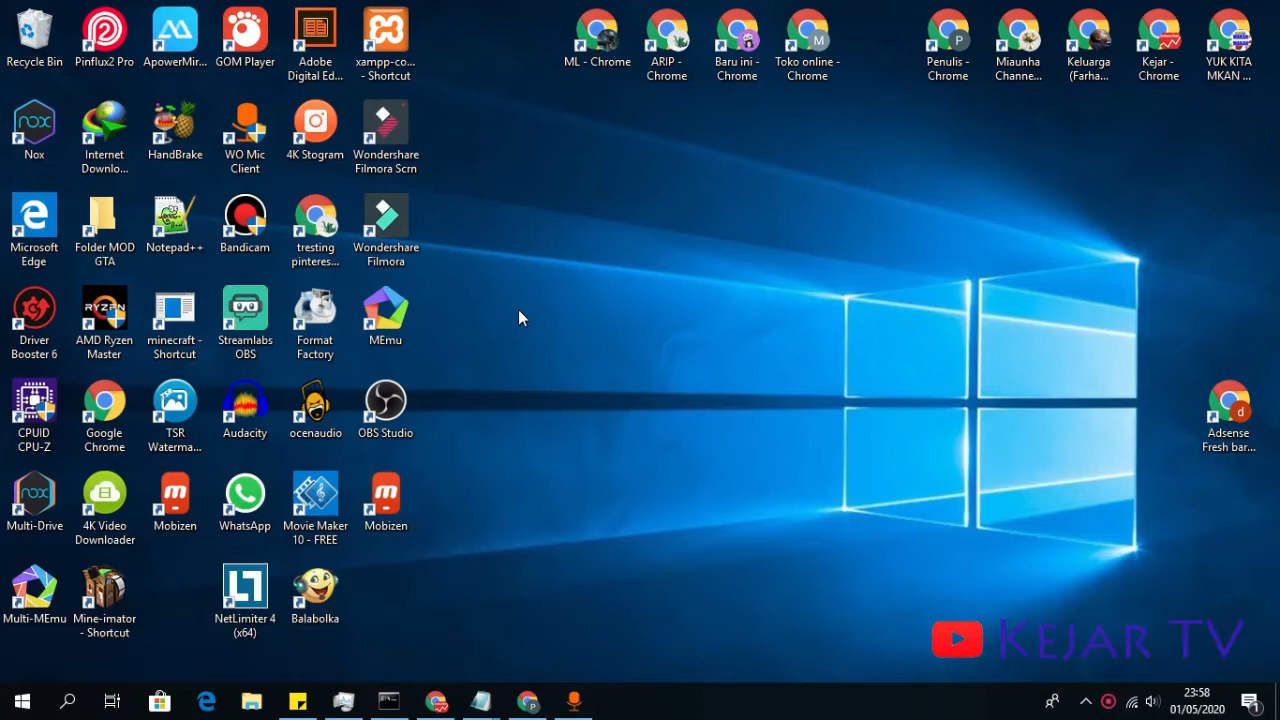 Recycle Bin
Pinflux2 Pro
ApowerMir...
GOM Player
Adobe
Digital Ed...
xampp-co...
- Shortcut
ML - Chrome
ARIP -
Chrome
Baru ini -
Chrome
Toko online -
Chrome
Penulis -
Chrome
Miaunha
Channe...
Keluarga
(Farha...
Kejar -
Chrome
YUK KITA
MKAN ...
Nox
Internet
Downlo...
HandBrake
WO Mic
Client
4K Stogram
Wondershare
Filmora Scrn
Microsoft
Edge
Folder MOD
GTA
Notepad++
Bandicam
tresting
pinteres...
Wondershare
Filmora
Driver
Booster 6
AMD Ryzen
Master
minecraft -
Shortcut
Streamlabs
OBS
Format
Factory
MEmu
CPUID
CPU-Z
Google
Chrome
TSR
Waterma...
Audacity
ocenaudio
OBS Studio
Adsense
Fresh bar...
Multi-Drive
4K Video
Downloader
Mobizen
WhatsApp
Movie Maker
10 - FREE
Mobizen
Multi-MEmu
Mine-imator
- Shortcut
NetLimiter 4
(x64)
Balabolka
KEJAR TV
23:58
01/05/2020